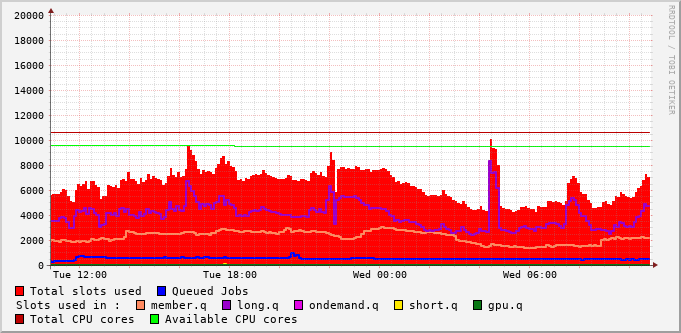 RRDTOOL / TOBI OETIKER
20000
18000
16000
14000
12000
10000
8000
6000
4000
2000
0
Tue 12:00 Tue 18:00 Wed 00:00 Wed 06:00
Total slots used Queued Jobs
Slots used in : member.q long.q ondemand.q short.q gpu.q
Total CPU cores Available CPU cores